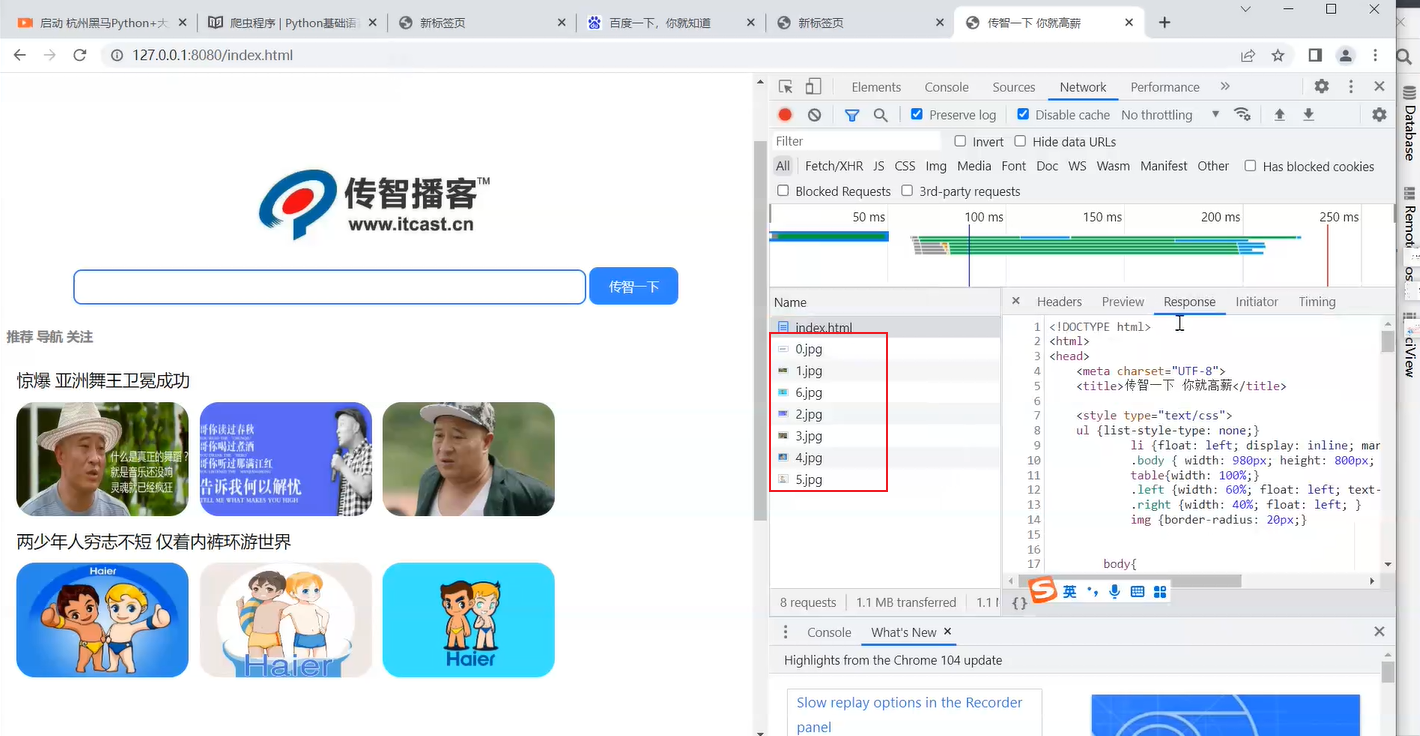 启动 杭州黑马Python+大
爬虫程序 | Python基础语
新标签页
百度一下，你就知道
新标签页
传智一下 你就高薪
127.0.0.1:8080/index.html
传智播客™
www.itcast.cn
传智一下
推荐 导航 关注
惊爆 亚洲舞王卫冕成功
什么是真正的舞蹈？
就是音乐还没响
灵魂就已经疯狂
哥你读过春秋
哥你喝过煮酒
哥你听过那满江红
告诉我何以解忧
TELL ME WHAT MAKES YOU HIGH
两少年人穷志不短 仅着内裤环游世界
Haier
Haier
Haier
Elements Console Sources Network Performance
Preserve log Disable cache No throttling
Filter Invert Hide data URLs
All Fetch/XHR JS CSS Img Media Font Doc WS Wasm Manifest Other Has blocked cookies
Blocked Requests 3rd-party requests
50 ms 100 ms 150 ms 200 ms 250 ms
Name
index.html
0.jpg
1.jpg
6.jpg
2.jpg
3.jpg
4.jpg
5.jpg
8 requests 1.1 MB transferred 1.1 M
Headers Preview Response Initiator Timing
1 <!DOCTYPE html>
2 <html>
3 <head>
4 <meta charset="UTF-8">
5 <title>传智一下 你就高薪</title>
6
7 <style type="text/css">
8 ul {list-style-type: none;}
9 li {float: left; display: inline; mar
10 .body { width: 980px; height: 800px;
11 table{width: 100%;}
12 .left {width: 60%; float: left; text-
13 .right {width: 40%; float: left; }
14 img {border-radius: 20px;}
15
16
17 body{
{}
S 英
Console What's New
Highlights from the Chrome 104 update
Slow replay options in the Recorder
panel
Database
Remot
os
ciView